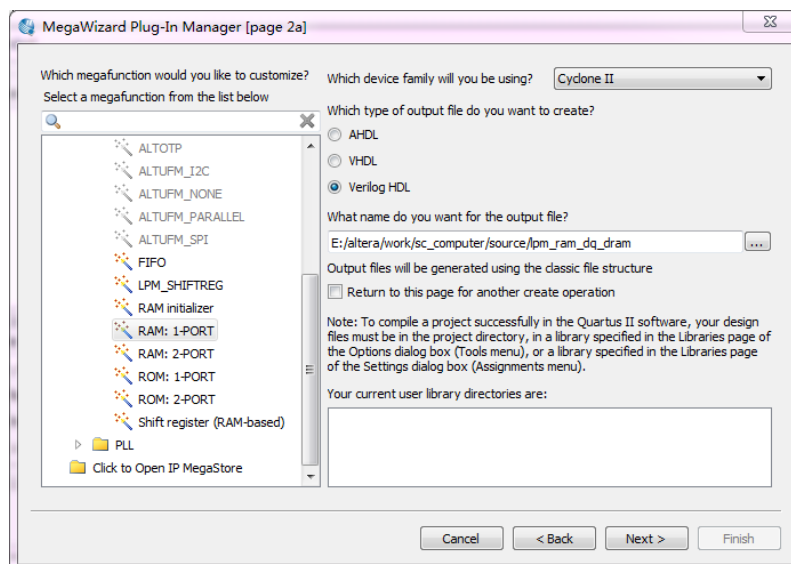 MegaWizard Plug-In Manager [page 2a]
Which megafunction would you like to customize?
Select a megafunction from the list below
ALTOTP
ALTUFM_I2C
ALTUFM_NONE
ALTUFM_PARALLEL
ALTUFM_SPI
FIFO
LPM_SHIFTREG
RAM initializer
RAM: 1-PORT
RAM: 2-PORT
ROM: 1-PORT
ROM: 2-PORT
Shift register (RAM-based)
PLL
Click to Open IP MegaStore
Which device family will you be using?
Cyclone II
Which type of output file do you want to create?
AHDL
VHDL
Verilog HDL
What name do you want for the output file?
E:/altera/work/sc_computer/source/lpm_ram_dq_dram
...
Output files will be generated using the classic file structure
Return to this page for another create operation
Note: To compile a project successfully in the Quartus II software, your design
files must be in the project directory, in a library specified in the Libraries page of
the Options dialog box (Tools menu), or a library specified in the Libraries page
of the Settings dialog box (Assignments menu).
Your current user library directories are:
Cancel
< Back
Next >
Finish